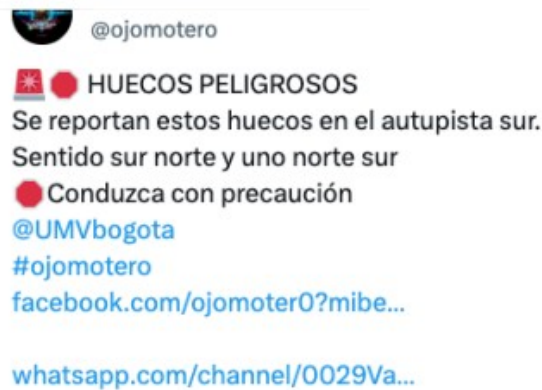 @ojomotero
🚨🛑 HUECOS PELIGROSOS
Se reportan estos huecos en el autupista sur.
Sentido sur norte y uno norte sur
🛑Conduzca con precaución
@UMVbogota
#ojomotero
facebook.com/ojomoter0?mibe...
whatsapp.com/channel/0029Va...